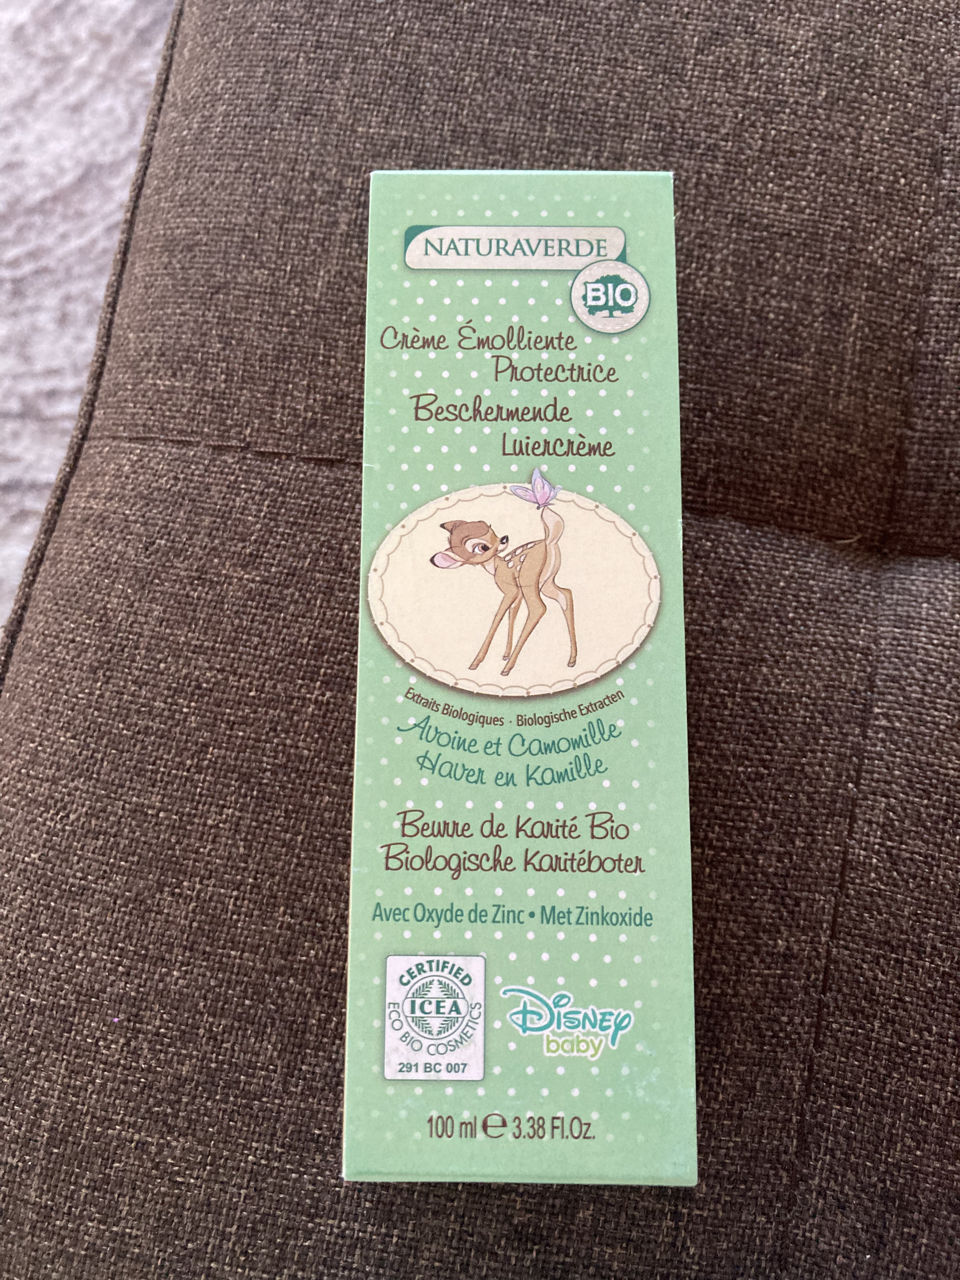 NATURAVERDE
BIO
Crème Émolliente
Protectrice
Beschermende
Luiercrème
Extraits Biologiques · Biologische Extracten
Avoine et Camomille
Haver en Kamille
Beurre de Karité Bio
Biologische Karitéboter
Avec Oxyde de Zinc • Met Zinkoxide
CERTIFIED
ICEA
ECO BIO COSMETICS
291 BC 007
Disney
baby
100 ml ℮ 3.38 Fl.Oz.